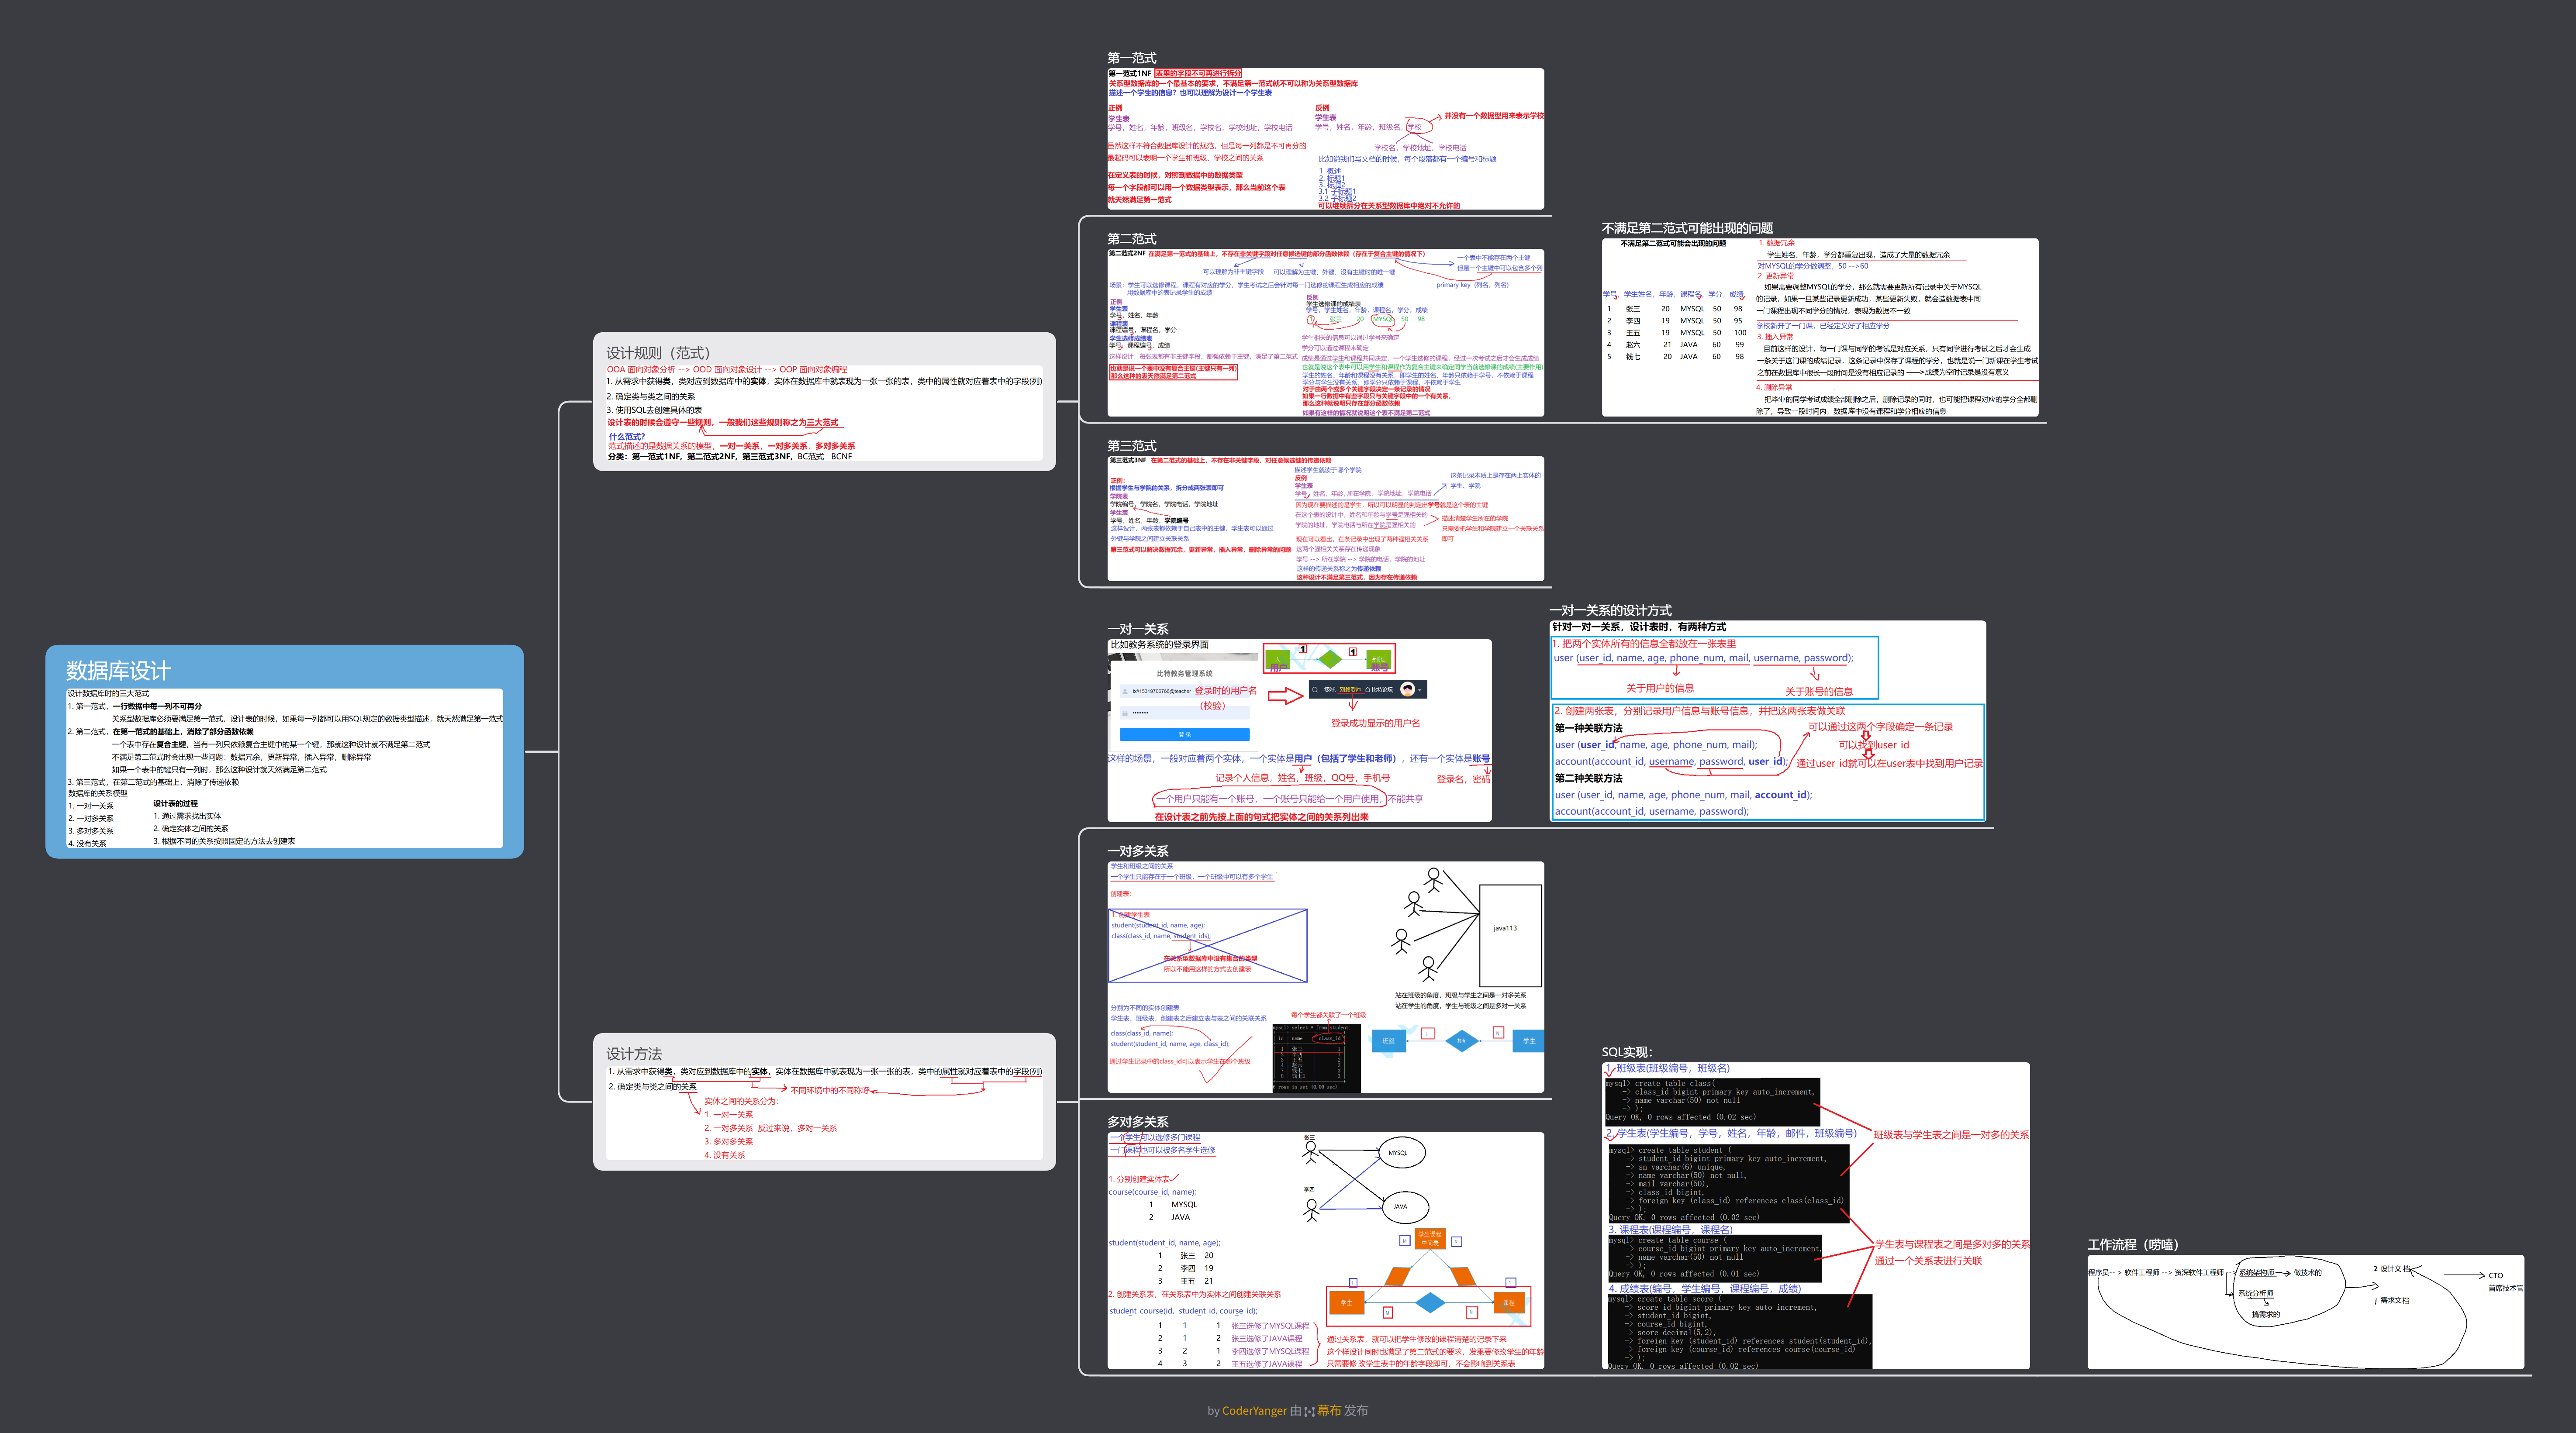 数据库设计
设计数据库时的三大范式
1. 第一范式，一行数据中每一列不可再分
关系型数据库必须要满足第一范式，设计表的时候，如果每一列都可以用SQL规定的数据类型描述，就天然满足第一范式
2. 第二范式，在第一范式的基础上，消除了部分函数依赖
一个表中存在复合主键，当有一列只依赖复合主键中的某一个键，那就这种设计就不满足第二范式
不满足第二范式时会出现一些问题：数据冗余，更新异常，插入异常，删除异常
如果一个表中的键只有一列时，那么这种设计就天然满足第二范式
3. 第三范式，在第二范式的基础上，消除了传递依赖
数据库的关系模型
1. 一对一关系
2. 一对多关系
3. 多对多关系
4. 没有关系
设计表的过程
1. 通过需求找出实体
2. 确定实体之间的关系
3. 根据不同的关系按照固定的方法去创建表
设计规则（范式）
OOA 面向对象分析 --> OOD 面向对象设计 --> OOP 面向对象编程
1. 从需求中获得类，类对应到数据库中的实体，实体在数据库中就表现为一张一张的表，类中的属性就对应着表中的字段(列)
2. 确定类与类之间的关系
3. 使用SQL去创建具体的表
设计表的时候会遵守一些规则，一般我们这些规则称之为三大范式
什么范式？
范式描述的是数据关系的模型，一对一关系，一对多关系，多对多关系
分类：第一范式1NF，第二范式2NF，第三范式3NF，BC范式 BCNF
第一范式
第一范式1NF 表里的字段不可再进行拆分
关系型数据库的一个最基本的要求，不满足第一范式就不可以称为关系型数据库
描述一个学生的信息？也可以理解为设计一个学生表
正例
学生表
学号，姓名，年龄，班级名，学校名，学校地址，学校电话
虽然这样不符合数据库设计的规范，但是每一列都是不可再分的
最起码可以表明一个学生和班级，学校之间的关系
在定义表的时候，对照到数据中的数据类型
每一个字段都可以用一个数据类型表示，那么当前这个表
就天然满足第一范式
反例
学生表
学号，姓名，年龄，班级名，学校
并没有一个数据型用来表示学校
学校名，学校地址，学校电话
比如说我们写文档的时候，每个段落都有一个编号和标题
1. 概述
2. 标题1
3. 标题2
3.1 子标题1
3.2 子标题2
可以继续拆分在关系型数据库中绝对不允许的
第二范式
第二范式2NF 在满足第一范式的基础上，不存在非关键字段对任意候选键的部分函数依赖（存在于复合主键的情况下）
可以理解为非主键字段
可以理解为主键，外键，没有主键时的唯一键
一个表中不能存在两个主键
但是一个主键中可以包含多个列
primary key（列名，列名）
场景：学生可以选修课程，课程有对应的学分，学生考试之后会针对每一门选修的课程生成相应的成绩
用数据库中的表记录学生的成绩
正例
学生表
学号，姓名，年龄
课程表
课程编号，课程名，学分
学生选修成绩表
学号，课程编号，成绩
这样设计，每张表都有非主键字段，都强依赖于主键，满足了第二范式
也就是说一个表中没有复合主键(主键只有一列)
那么这种的表天然满足第二范式
反例
学生选修课的成绩表
学号，学生姓名，年龄，课程名，学分，成绩
1 张三 20 MYSQL 50 98
学生相关的信息可以通过学号来确定
学分可以通过课程来确定
成绩是通过学生和课程共同决定，一个学生选修的课程，经过一次考试之后才会生成成绩
也就是说这个表中可以用学生和课程作为复合主键来确定同学当前选修课的成绩(主要作用)
学生的姓名，年龄和课程没有关系，即学生的姓名，年龄只依赖于学号，不依赖于课程
学分与学生没有关系，即学分只依赖于课程，不依赖于学生
对于由两个或多个关键字段决定一条记录的情况
如果一行数据中有些字段只与关键字段中的一个有关系，
那么这种就说明只存在部分函数依赖
如果有这样的情况就说明这个表不满足第二范式
不满足第二范式可能出现的问题
不满足第二范式可能会出现的问题
学号，学生姓名，年龄，课程名，学分，成绩
1 张三 20 MYSQL 50 98
2 李四 19 MYSQL 50 95
3 王五 19 MYSQL 50 100
4 赵六 21 JAVA 60 99
5 钱七 20 JAVA 60 98
1. 数据冗余
学生姓名，年龄，学分都重复出现，造成了大量的数据冗余
对MYSQL的学分做调整，50 -->60
2. 更新异常
如果需要调整MYSQL的学分，那么就需要更新所有记录中关于MYSQL
的记录，如果一旦某些记录更新成功，某些更新失败，就会造数据表中同
一门课程出现不同学分的情况，表现为数据不一致
学校新开了一门课，已经定义好了相应学分
3. 插入异常
目前这样的设计，每一门课与同学的考试是对应关系，只有同学进行考试之后才会生成
一条关于这门课的成绩记录，这条记录中保存了课程的学分，也就是说一门新课在学生考试
之前在数据库中很长一段时间是没有相应记录的 --->成绩为空时记录是没有意义
4. 删除异常
把毕业的同学考试成绩全部删除之后，删除记录的同时，也可能把课程对应的学分全都删
除了，导致一段时间内，数据库中没有课程和学分相应的信息
第三范式
第三范式3NF 在第二范式的基础上，不存在非关键字段，对任意候选键的传递依赖
正例：
根据学生与学院的关系，拆分成两张表即可
学院表
学院编号，学院名，学院电话，学院地址
学生表
学号，姓名，年龄，学院编号
这样设计，两张表都依赖于自己表中的主键，学生表可以通过
外键与学院之间建立关联关系
第三范式可以解决数据冗余，更新异常，插入异常，删除异常的问题
描述学生就读于哪个学院
反例
学生表
学号，姓名，年龄，所在学院，学院地址，学院电话
这条记录本质上是存在两上实体的
学生，学院
因为现在要描述的是学生，所以可以明显的判定出学号就是这个表的主键
在这个表的设计中，姓名和年龄与学号是强相关的
学院的地址，学院电话与所在学院是强相关的
描述清楚学生所在的学院
只需要把学生和学院建立一个关联关系
即可
现在可以看出，在条记录中出现了两种强相关关系
这两个强相关关系存在传递现象
学号 --> 所在学院 --> 学院的电话，学院的地址
这样的传递关系称之为传递依赖
这种设计不满足第三范式，因为存在传递依赖
设计方法
1. 从需求中获得类，类对应到数据库中的实体，实体在数据库中就表现为一张一张的表，类中的属性就对应着表中的字段(列)
2. 确定类与类之间的关系
不同环境中的不同称呼
实体之间的关系分为：
1. 一对一关系
2. 一对多关系 反过来说，多对一关系
3. 多对多关系
4. 没有关系
一对一关系
比如教务系统的登录界面
比特教务管理系统
登录时的用户名
（校验）
登 录
用户
账号
1
1
您好，
比特论坛
登录成功显示的用户名
这样的场景，一般对应着两个实体，一个实体是用户（包括了学生和老师），还有一个实体是账号
记录个人信息，姓名，班级，QQ号，手机号
登录名，密码
一个用户只能有一个账号，一个账号只能给一个用户使用，不能共享
在设计表之前先按上面的句式把实体之间的关系列出来
一对一关系的设计方式
针对一对一关系，设计表时，有两种方式
1. 把两个实体所有的信息全都放在一张表里
user (user_id, name, age, phone_num, mail, username, password);
关于用户的信息
关于账号的信息
2. 创建两张表，分别记录用户信息与账号信息，并把这两张表做关联
第一种关联方法
user (user_id, name, age, phone_num, mail);
account(account_id, username, password, user_id);
可以通过这两个字段确定一条记录
可以找到user id
通过user id就可以在user表中找到用户记录
第二种关联方法
user (user_id, name, age, phone_num, mail, account_id);
account(account_id, username, password);
一对多关系
学生和班级之间的关系
一个学生只能存在于一个班级，一个班级中可以有多个学生
创建表：
1. 创建学生表
student(student_id, name, age);
class(class_id, name, student_ids);
在关系型数据库中没有集合的类型
所以不能用这样的方式去创建表
java113
站在班级的角度，班级与学生之间是一对多关系
站在学生的角度，学生与班级之间是多对一关系
分别为不同的实体创建表
学生表，班级表，创建表之后建立表与表之间的关联关系
class(class_id, name);
student(student_id, name, age, class_id);
通过学生记录中的class_id可以表示学生在哪个班级
每个学生都关联了一个班级
mysql> select * from student;
id name class_id
班级
学生
多对多关系
一个学生可以选修多门课程
一门课程也可以被多名学生选修
1. 分别创建实体表
course(course_id, name);
1 MYSQL
2 JAVA
student(student_id, name, age);
1 张三 20
2 李四 19
3 王五 21
2. 创建关系表，在关系表中为实体之间创建关联关系
student_course(id, student_id, course_id);
1 1 1 张三选修了MYSQL课程
2 1 2 张三选修了JAVA课程
3 2 1 李四选修了MYSQL课程
4 3 2 王五选修了JAVA课程
张三
李四
MYSQL
JAVA
学生课程
中间表
学生
课程
通过关系表，就可以把学生修改的课程清楚的记录下来
这个样设计同时也满足了第二范式的要求，发果要修改学生的年龄
只需要修 改学生表中的年龄字段即可，不会影响到关系表
SQL实现：
1. 班级表(班级编号，班级名)
mysql> create table class(
-> class_id bigint primary key auto_increment,
-> name varchar(50) not null
-> );
Query OK, 0 rows affected (0.02 sec)
2. 学生表(学生编号，学号，姓名，年龄，邮件，班级编号)
mysql> create table student (
-> student_id bigint primary key auto_increment,
-> sn varchar(6) unique,
-> name varchar(50) not null,
-> mail varchar(50),
-> class_id bigint,
-> foreign key (class_id) references class(class_id)
-> );
Query OK, 0 rows affected (0.02 sec)
3. 课程表(课程编号，课程名)
mysql> create table course (
-> course_id bigint primary key auto_increment,
-> name varchar(50) not null
-> );
Query OK, 0 rows affected (0.01 sec)
4. 成绩表(编号，学生编号，课程编号，成绩)
mysql> create table score (
-> score_id bigint primary key auto_increment,
-> student_id bigint,
-> course_id bigint,
-> score decimal(5,2),
-> foreign key (student_id) references student(student_id),
-> foreign key (course_id) references course(course_id)
-> );
Query OK, 0 rows affected (0.02 sec)
班级表与学生表之间是一对多的关系
学生表与课程表之间是多对多的关系
通过一个关系表进行关联
工作流程（唠嗑）
程序员-- > 软件工程师 --> 资深软件工程师 --> 系统架构师 --> 做技术的
系统分析师
搞需求的
2 设计文档
1 需求文档
CTO
首席技术官
by CoderYanger 由 幕布 发布